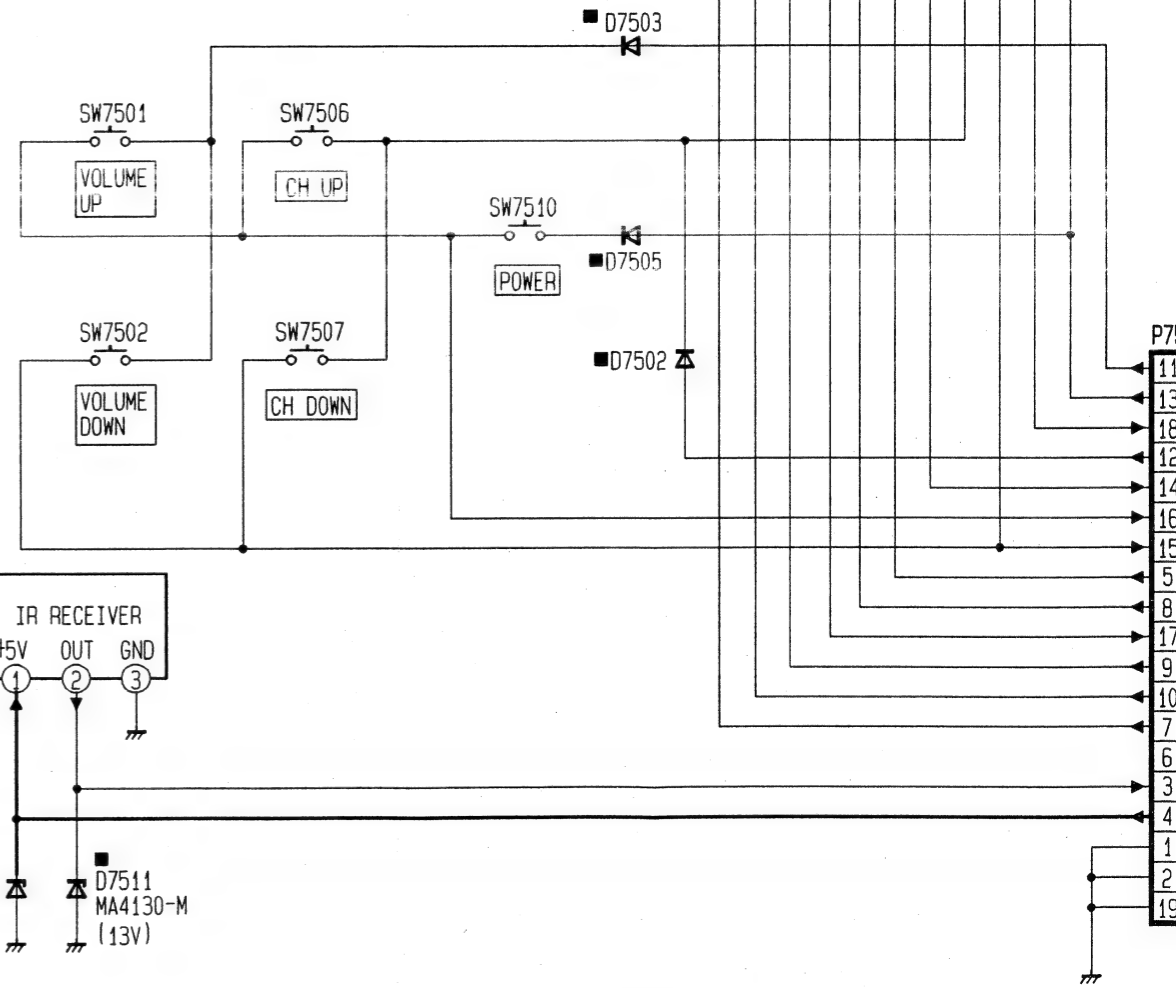 D7503
SW7501
SW7506
VOLUME
UP
CH UP
SW7510
D7505
POWER
SW7502
SW7507
D7502
VOLUME
DOWN
CH DOWN
11
13
18
12
14
16
15
5
8
17
9
10
7
6
3
4
1
2
19
IR RECEIVER
+5V OUT GND
1 2 3
D7511
MA4130-M
(13V)